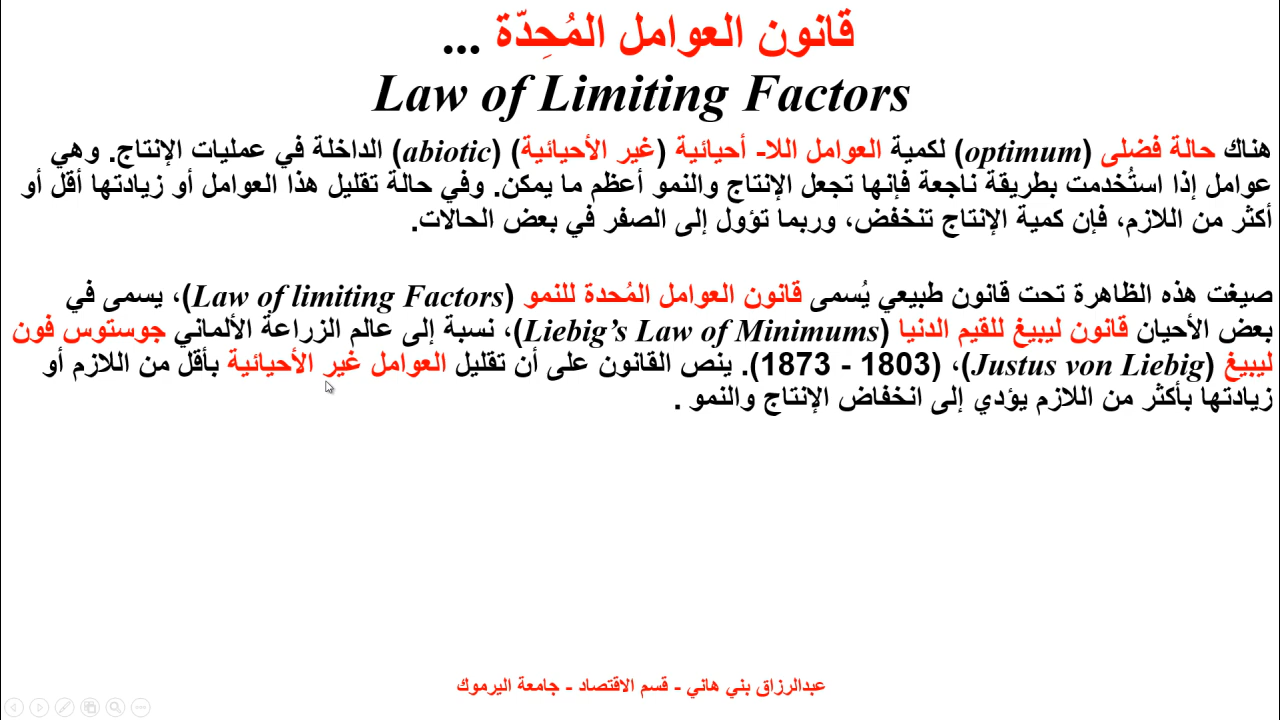 قانون العوامل المُحِدّة ...
Law of Limiting Factors
هناك حالة فضلى (optimum) لكمية العوامل اللا- أحيائية (غير الأحيائية) (abiotic) الداخلة في عمليات الإنتاج. وهي
عوامل إذا استُخدمت بطريقة ناجعة فإنها تجعل الإنتاج والنمو أعظم ما يمكن. وفي حالة تقليل هذا العوامل أو زيادتها أقل أو
أكثر من اللازم، فإن كمية الإنتاج تنخفض، وربما تؤول إلى الصفر في بعض الحالات.
صيغت هذه الظاهرة تحت قانون طبيعي يُسمى قانون العوامل المُحدة للنمو (Law of limiting Factors)، يسمى في
بعض الأحيان قانون ليبيغ للقيم الدنيا (Liebig’s Law of Minimums)، نسبة إلى عالم الزراعة الألماني جوستوس فون
ليبيغ (Justus von Liebig)، (1803 - 1873). ينص القانون على أن تقليل العوامل غير الأحيائية بأقل من اللازم أو
زيادتها بأكثر من اللازم يؤدي إلى انخفاض الإنتاج والنمو .
عبدالرزاق بني هاني - قسم الاقتصاد - جامعة اليرموك